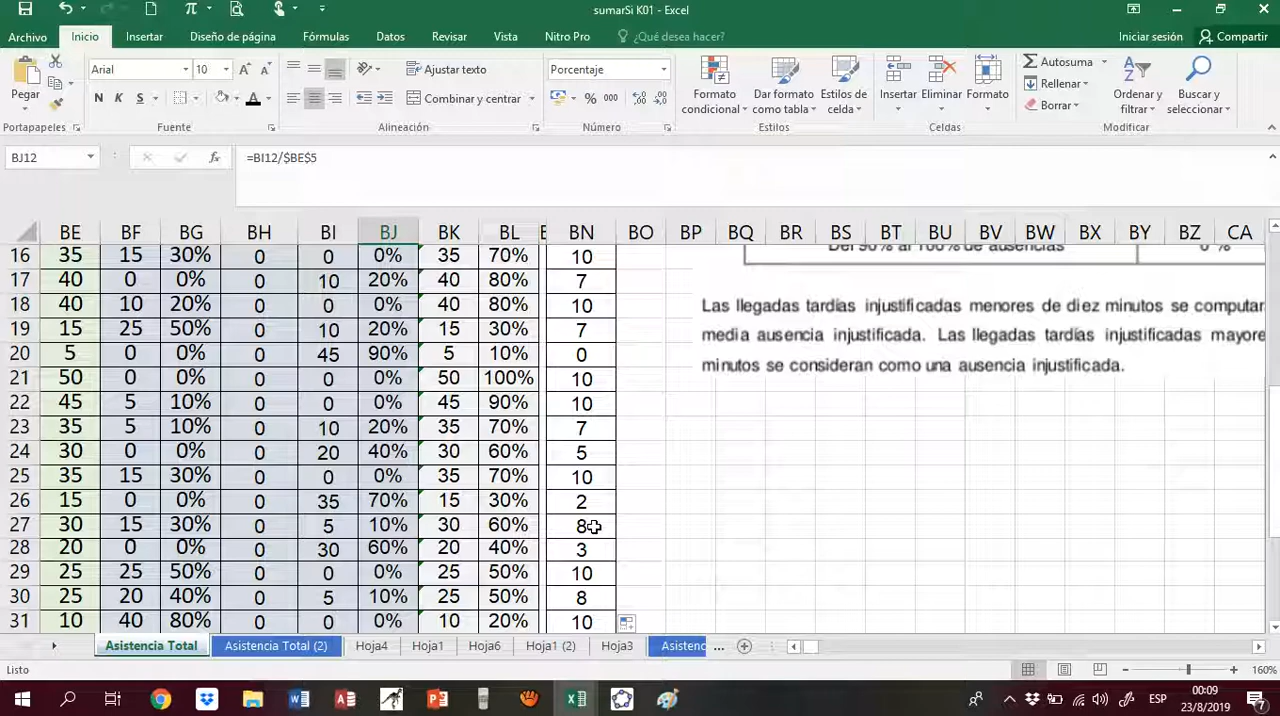 sumarSi K01 - Excel
Archivo Inicio Insertar Diseño de página Fórmulas Datos Revisar Vista Nitro Pro ¿Qué desea hacer? Iniciar sesión Compartir
Pegar
Arial 10
N K S
Ajustar texto
Combinar y centrar
Porcentaje
% 000
Formato condicional
Dar formato como tabla
Estilos de celda
Insertar Eliminar Formato
Autosuma
Rellenar
Borrar
Ordenar y filtrar
Buscar y seleccionar
Portapapeles Fuente Alineación Número Estilos Celdas Modificar
BJ12 fx =BI12/$BE$5
BE BF BG BH BI BJ BK BL BN BO BP BQ BR BS BT BU BV BW BX BY BZ CA
16 35 15 30% 0 0 0% 35 70% 10 Del 90% al 100% de ausencias 0 %
17 40 0 0% 0 10 20% 40 80% 7
18 40 10 20% 0 0 0% 40 80% 10 Las llegadas tardías injustificadas menores de diez minutos se computar
19 15 25 50% 0 10 20% 15 30% 7 media ausencia injustificada. Las llegadas tardías injustificadas mayore
20 5 0 0% 0 45 90% 5 10% 0 minutos se consideran como una ausencia injustificada.
21 50 0 0% 0 0 0% 50 100% 10
22 45 5 10% 0 0 0% 45 90% 10
23 35 5 10% 0 10 20% 35 70% 7
24 30 0 0% 0 20 40% 30 60% 5
25 35 15 30% 0 0 0% 35 70% 10
26 15 0 0% 0 35 70% 15 30% 2
27 30 15 30% 0 5 10% 30 60% 8
28 20 0 0% 0 30 60% 20 40% 3
29 25 25 50% 0 0 0% 25 50% 10
30 25 20 40% 0 5 10% 25 50% 8
31 10 40 80% 0 0 0% 10 20% 10
Asistencia Total Asistencia Total (2) Hoja4 Hoja1 Hoja6 Hoja1 (2) Hoja3 Asistenc ...
Listo 160%
ESP 00:09
23/8/2019 7